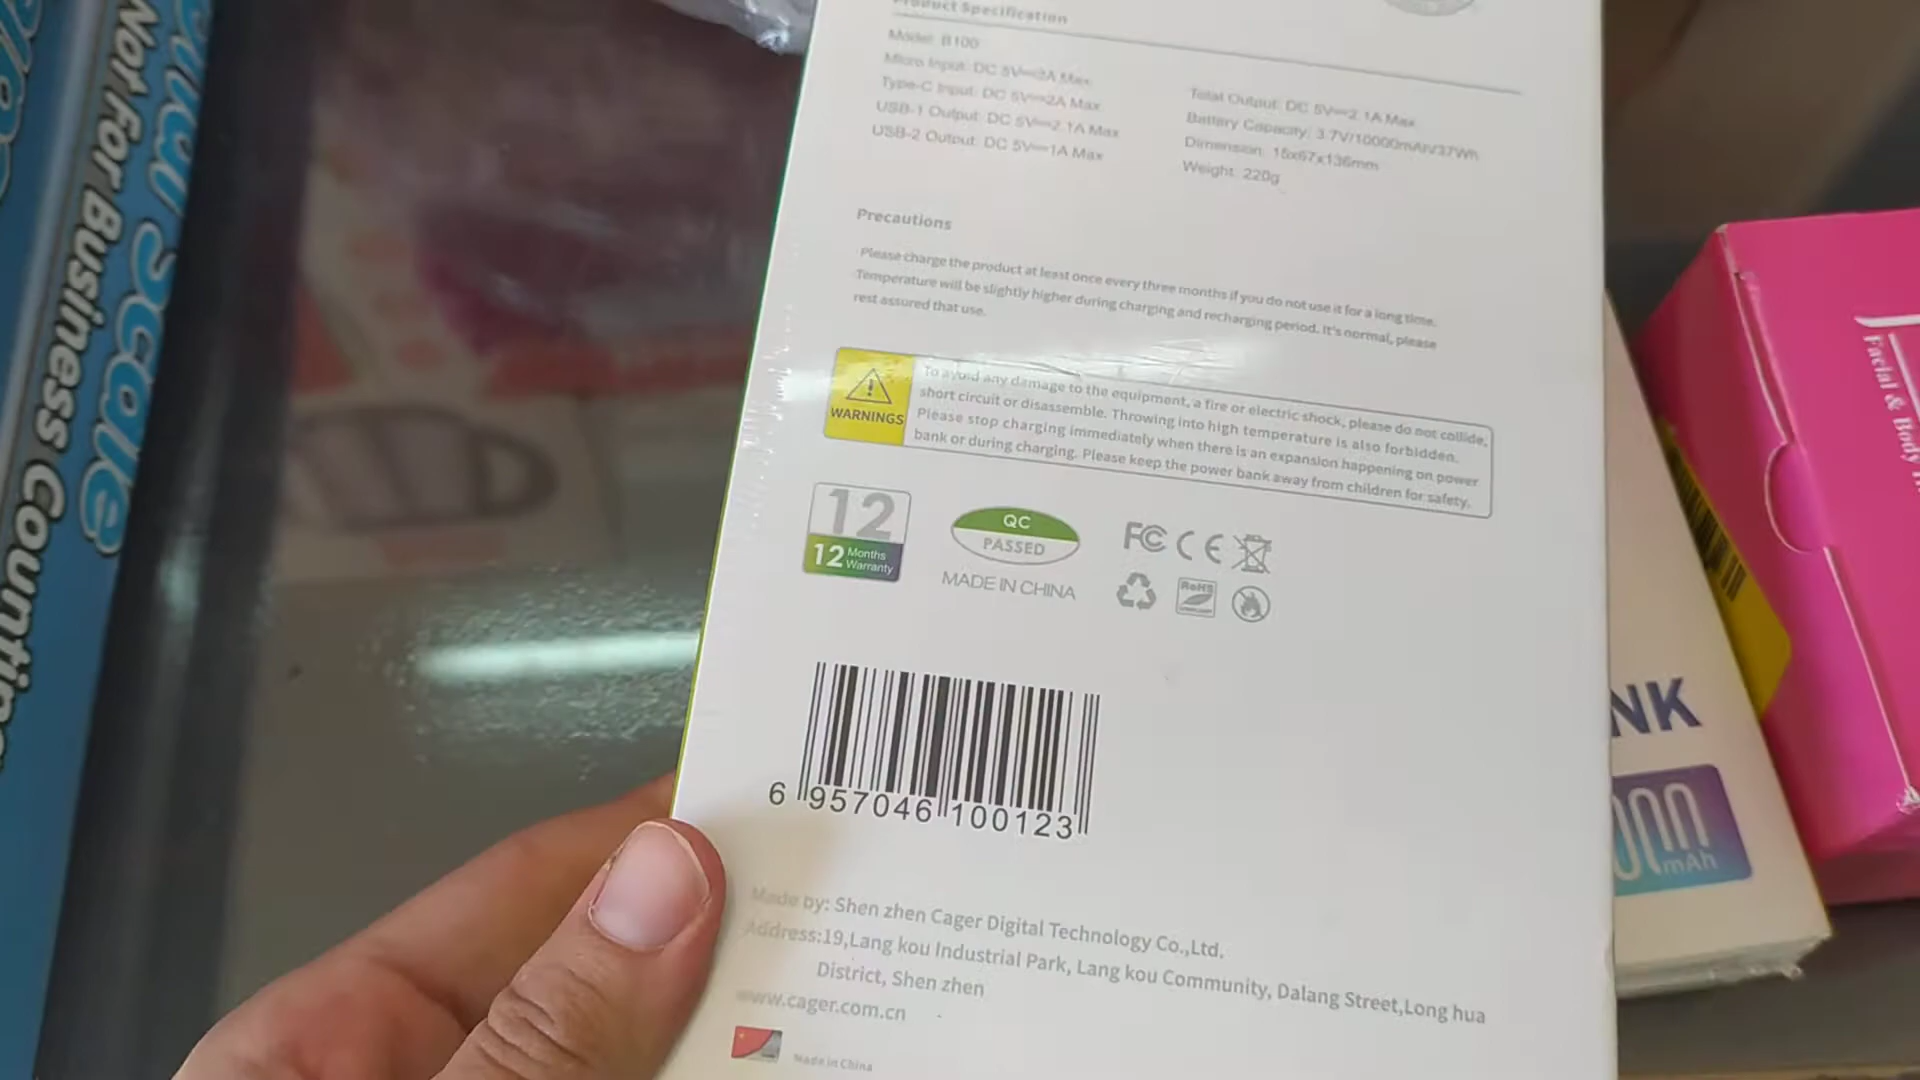 Product Specification
Model: B100
Micro Input: DC 5V⎓2A Max
Type-C Input: DC 5V⎓2A Max
USB-1 Output: DC 5V⎓2.1A Max
USB-2 Output: DC 5V⎓1A Max
Total Output: DC 5V⎓2.1A Max
Battery Capacity: 3.7V/10000mAh/37Wh
Dimension: 15x67x136mm
Weight: 220g
Precautions
Please charge the product at least once every three months if you do not use it for a long time.
Temperature will be slightly higher during charging and recharging period. It's normal, please
rest assured that use.
WARNINGS
To avoid any damage to the equipment, a fire or electric shock, please do not collide,
short circuit or disassemble. Throwing into high temperature is also forbidden.
Please stop charging immediately when there is an expansion happening on power
bank or during charging. Please keep the power bank away from children for safety.
12
12 Months
Warranty
QC
PASSED
MADE IN CHINA
FC CE
RoHS
6 957046 100123
Made by: Shen zhen Cager Digital Technology Co.,Ltd.
Address:19,Lang kou Industrial Park, Lang kou Community, Dalang Street,Long hua
District, Shen zhen
www.cager.com.cn
Made in China
Scale
Not For Business Counting
NK
mAh
Facial & Body